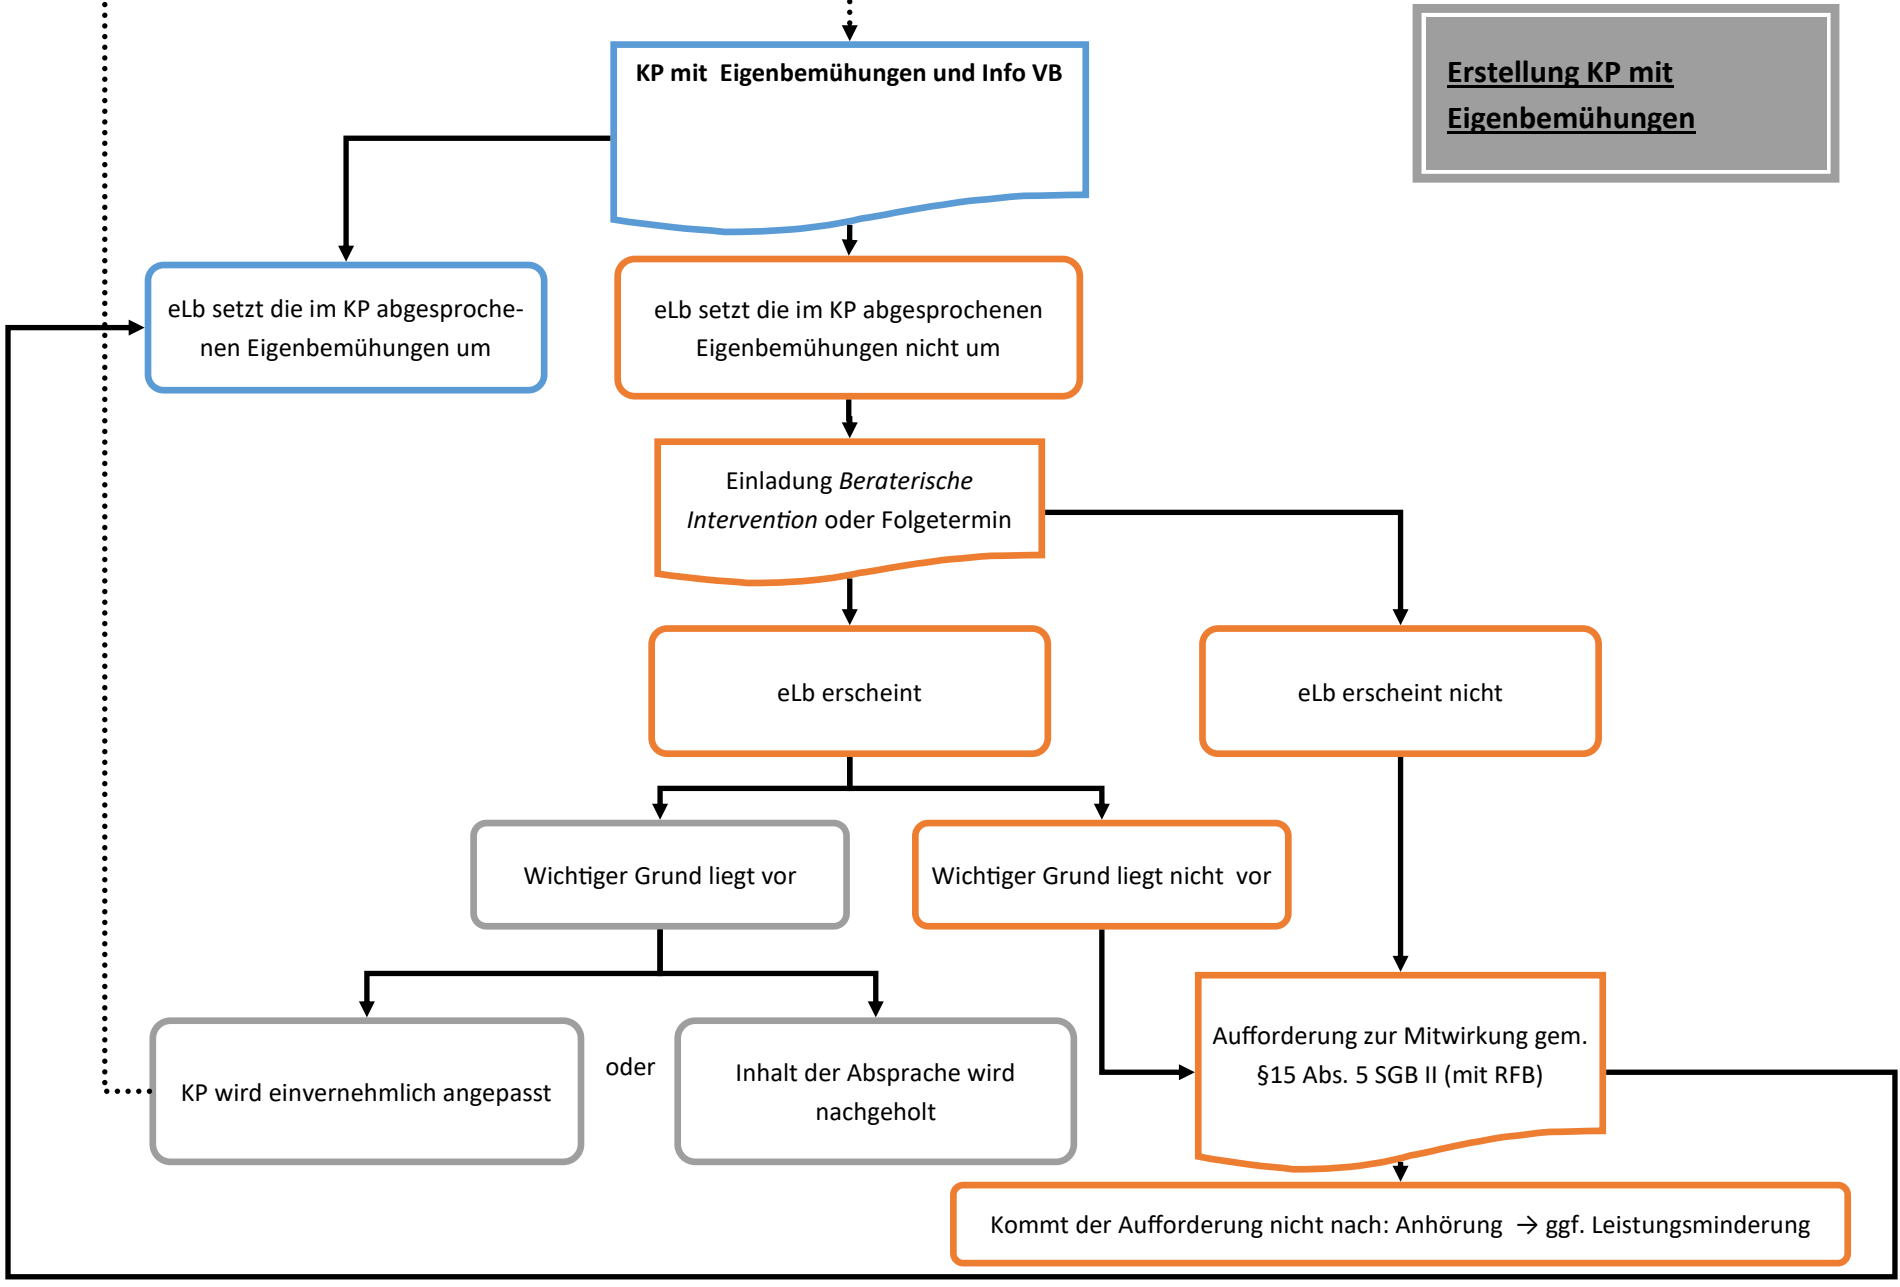 Erstellung KP mit
Eigenbemühungen
KP mit  Eigenbemühungen und Info VB
eLb setzt die im KP abgesproche-
nen Eigenbemühungen um
eLb setzt die im KP abgesprochenen
Eigenbemühungen nicht um
Einladung Beraterische
Intervention oder Folgetermin
eLb erscheint
eLb erscheint nicht
Wichtiger Grund liegt vor
Wichtiger Grund liegt nicht  vor
KP wird einvernehmlich angepasst
oder
Inhalt der Absprache wird
nachgeholt
Aufforderung zur Mitwirkung gem.
§15 Abs. 5 SGB II (mit RFB)
Kommt der Aufforderung nicht nach: Anhörung → ggf. Leistungsminderung